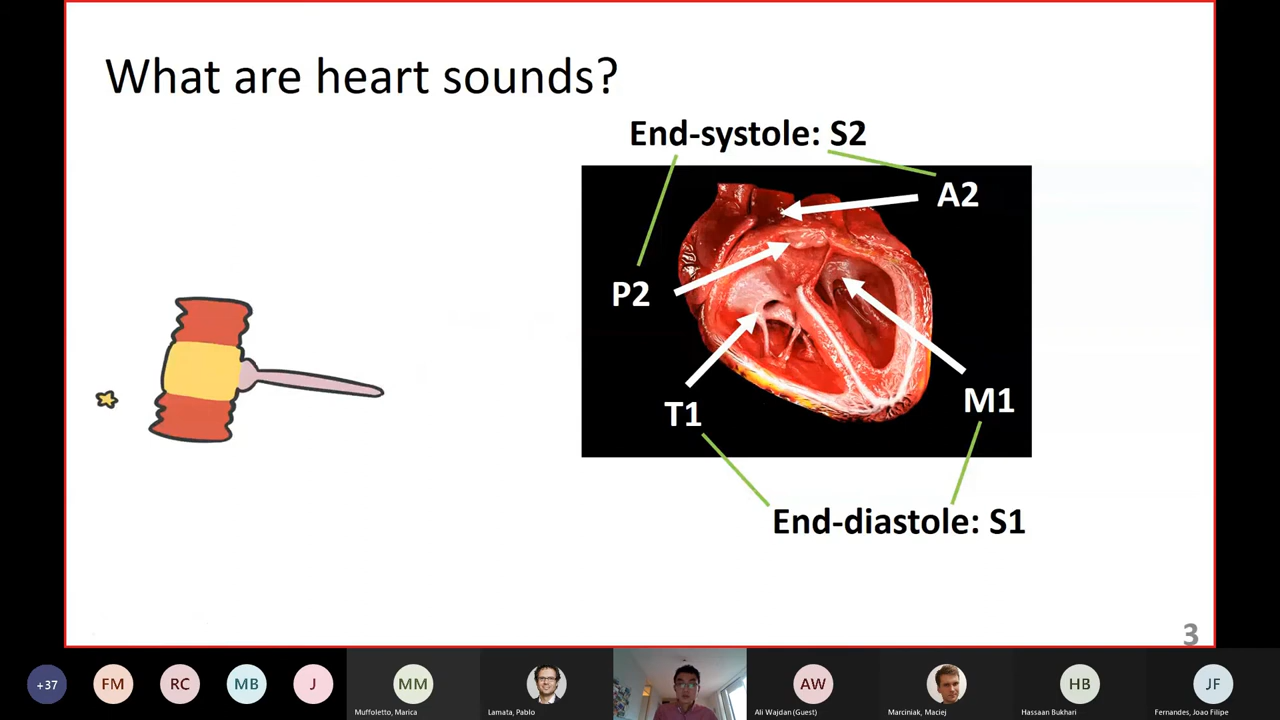 What are heart sounds?
End-systole: S2
A2
P2
T1
M1
End-diastole: S1
3
+37
FM
RC
MB
J
MM
Muffoletto, Marica
Lamata, Pablo
AW
Ali Wajdan (Guest)
Marciniak, Maciej
HB
Hassaan Bukhari
JF
Fernandes, Joao Filipe